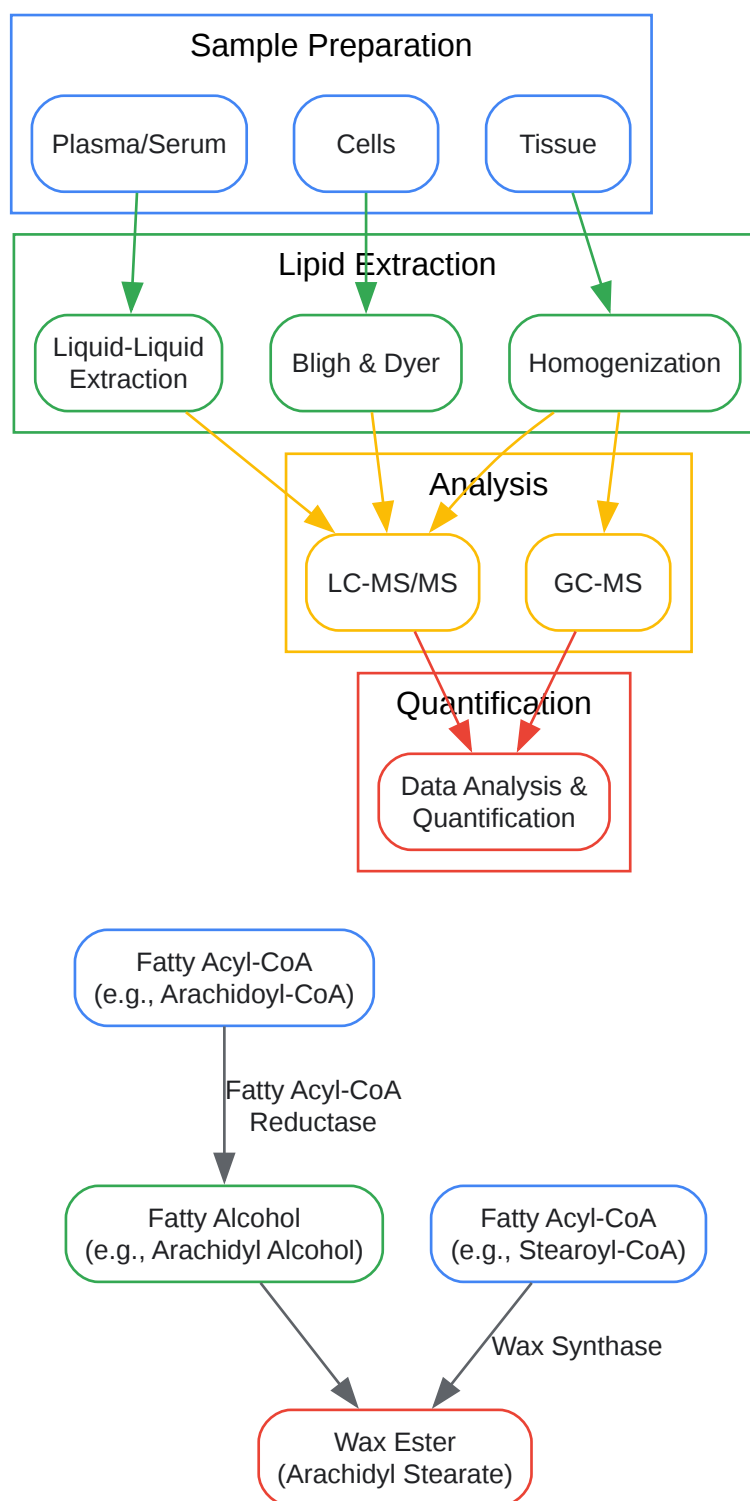 Sample Preparation
Plasma/Serum
Cells
Tissue
Lipid Extraction
Liquid-Liquid
Extraction
Bligh & Dyer
Homogenization
Analysis
LC-MS/MS
GC-MS
Quantification
Data Analysis &
Quantification
Fatty Acyl-CoA
(e.g., Arachidoyl-CoA)
Fatty Acyl-CoA
Reductase
Fatty Alcohol
(e.g., Arachidyl Alcohol)
Fatty Acyl-CoA
(e.g., Stearoyl-CoA)
Wax Synthase
Wax Ester
(Arachidyl Stearate)